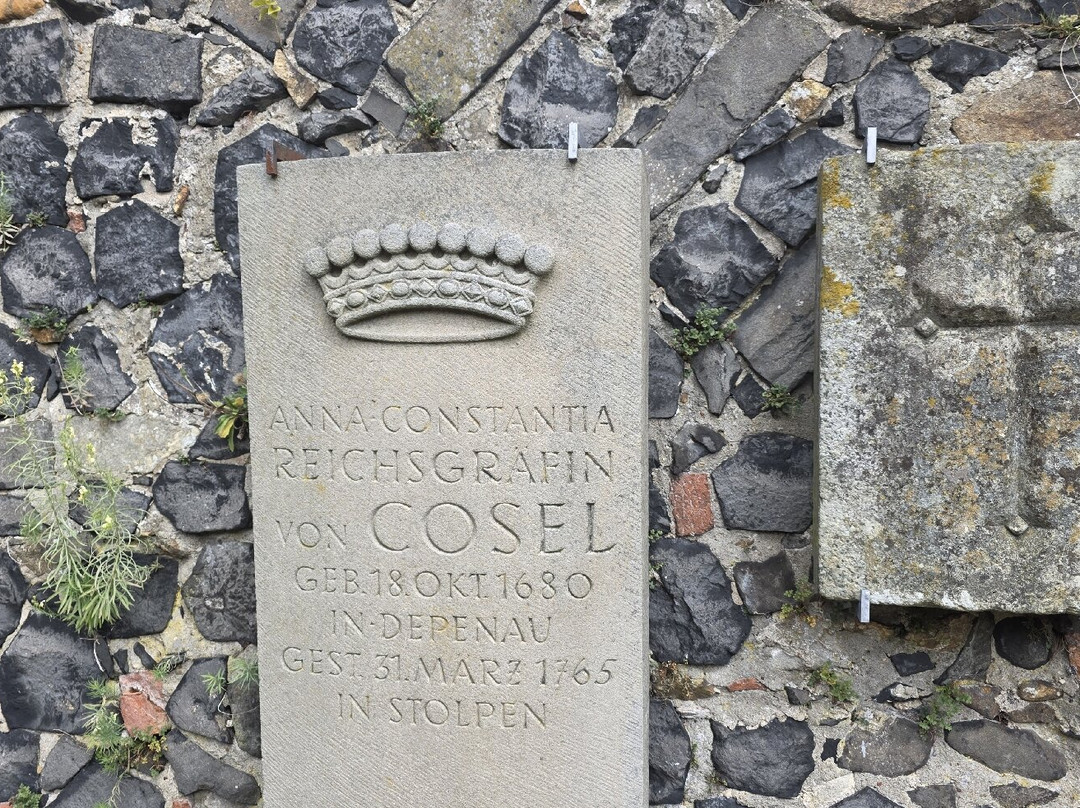 ANNA CONSTANTIA
REICHSGRÄFIN
VON COSEL
GEB. 18. OKT. 1680
IN DEPENAU
GEST. 31. MÄRZ 1765
IN STOLPEN